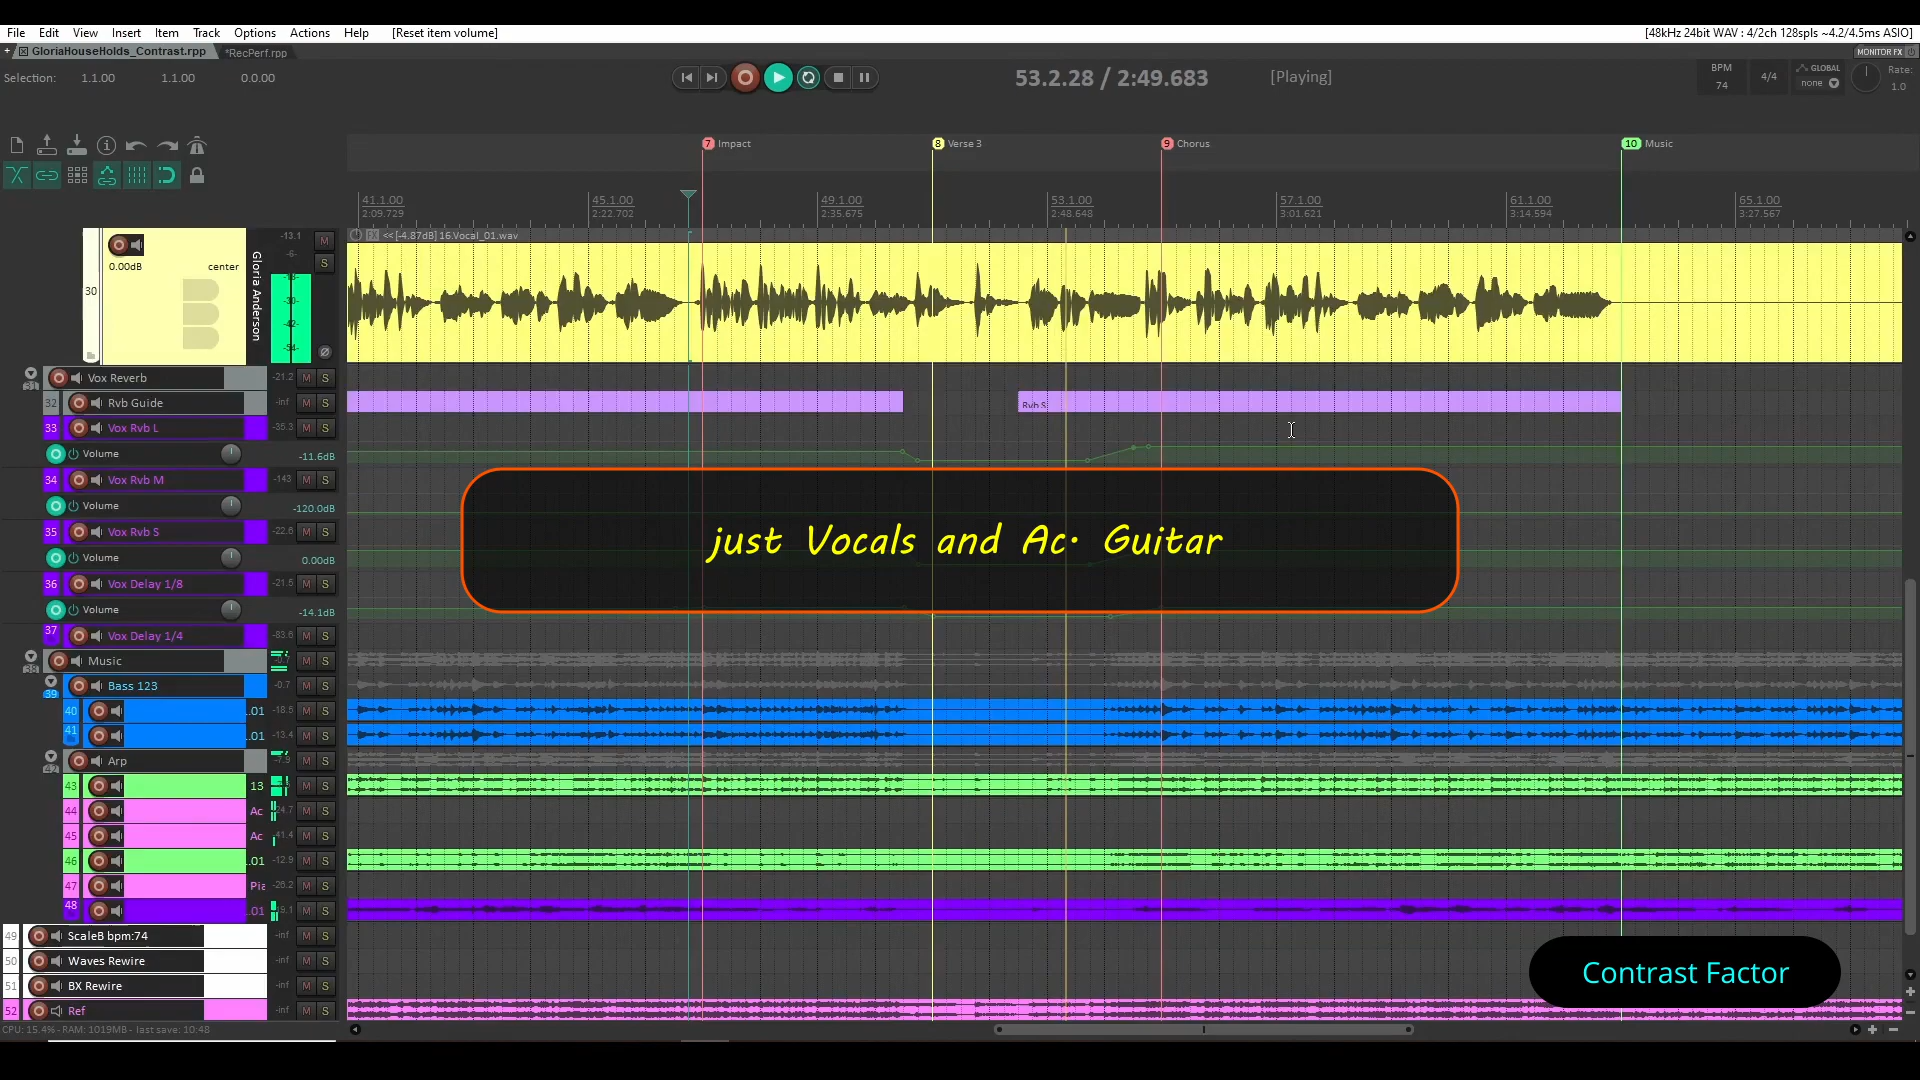 File Edit View Insert Item Track Options Actions Help [Reset item volume] [48kHz 24bit WAV : 4/2ch 128spls ~4.2/4.5ms ASIO]
GloriaHouseHolds_Contrast.rpp *RecPerf.rpp MONITOR FX
Selection: 1.1.00 1.1.00 0.0.00 53.2.28 / 2:49.683 [Playing] BPM 74 4/4 GLOBAL none Rate: 1.0
7 Impact 8 Verse 3 9 Chorus 10 Music
41.1.00 45.1.00 49.1.00 53.1.00 57.1.00 61.1.00 65.1.00
2:09.729 2:22.702 2:35.675 2:48.648 3:01.621 3:14.594 3:27.567
FX <<[-4.87dB] 16.Vocal_01.wav
30 0.00dB center Gloria Anderson -13.1 -6- -30- -42- -54- M S
31 Vox Reverb -21.2 M S
32 Rvb Guide -inf M S Rvb S
33 Vox Rvb L -35.3 M S
Volume -11.6dB
34 Vox Rvb M -143 M S
Volume -120.0dB
35 Vox Rvb S -22.6 M S
Volume 0.00dB
36 Vox Delay 1/8 -21.5 M S
Volume -14.1dB
37 Vox Delay 1/4 -83.6 M S
just Vocals and Ac. Guitar
38 Music -0.7 M S
39 Bass 123 -0.7 M S
40 .01 -18.5 M S
41 .01 -13.4 M S
42 Arp -7.9 M S
43 13 M S
44 Ac M S
45 Ac M S
46 .01 -12.9 M S
47 Pia -26.2 M S
48 .01 M S
49 ScaleB bpm:74 -inf M S
50 Waves Rewire -inf M S
51 BX Rewire -inf M S
52 Ref -inf M S
Contrast Factor
CPU: 15.4% - RAM: 1019MB - last save: 10:48